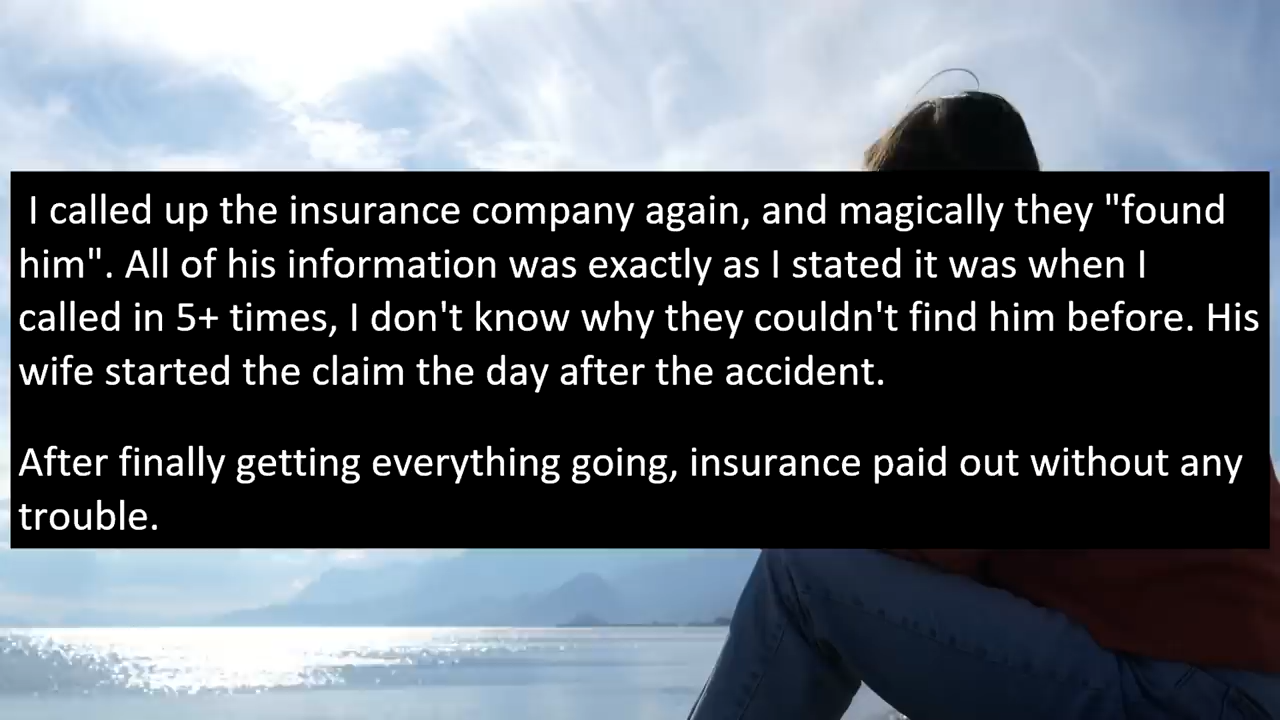 I called up the insurance company again, and magically they "found
him". All of his information was exactly as I stated it was when I
called in 5+ times, I don't know why they couldn't find him before. His
wife started the claim the day after the accident.
After finally getting everything going, insurance paid out without any
trouble.